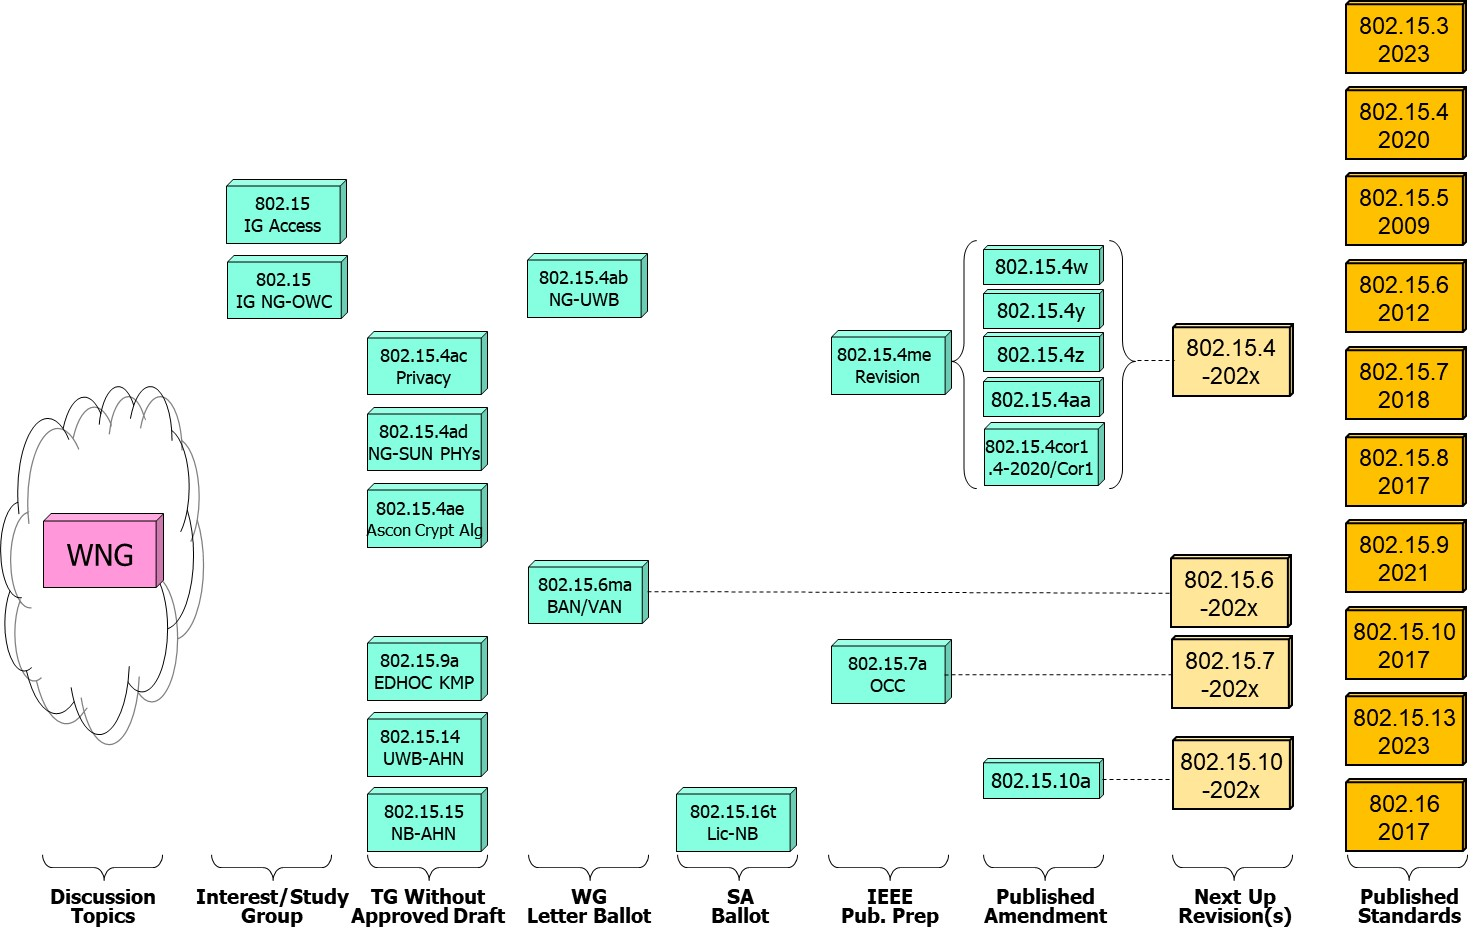 802.15.3
2023
802.15.4
2020
802.15.5
2009
802.15.6
2012
802.15.7
2018
802.15.8
2017
802.15.9
2021
802.15.10
2017
802.15.13
2023
802.16
2017
802.15
IG Access
802.15
IG NG-OWC
802.15.4ab
NG-UWB
802.15.4w
802.15.4y
802.15.4z
802.15.4aa
802.15.4cor1
.4-2020/Cor1
802.15.4me
Revision
802.15.4
-202x
802.15.4ac
Privacy
802.15.4ad
NG-SUN PHYs
802.15.4ae
Ascon Crypt Alg
WNG
802.15.6ma
BAN/VAN
802.15.6
-202x
802.15.9a
EDHOC KMP
802.15.7a
OCC
802.15.7
-202x
802.15.14
UWB-AHN
802.15.10a
802.15.10
-202x
802.15.15
NB-AHN
802.15.16t
Lic-NB
Discussion
Topics
Interest/Study
Group
TG Without
Approved Draft
WG
Letter Ballot
SA
Ballot
IEEE
Pub. Prep
Published
Amendment
Next Up
Revision(s)
Published
Standards